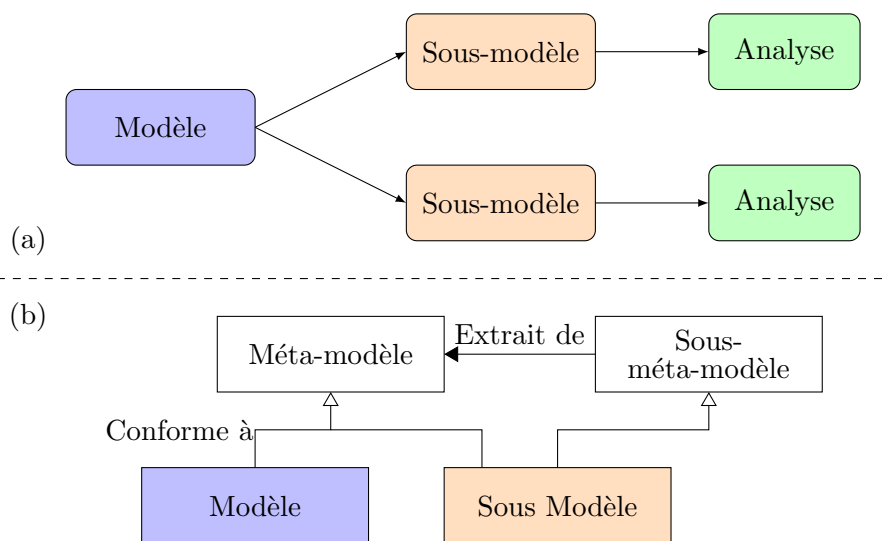 Sous-modèle
Analyse
Modèle
Sous-modèle
Analyse
(a)
(b)
Méta-modèle
Extrait de
Sous-
méta-modèle
Conforme à
Modèle
Sous Modèle